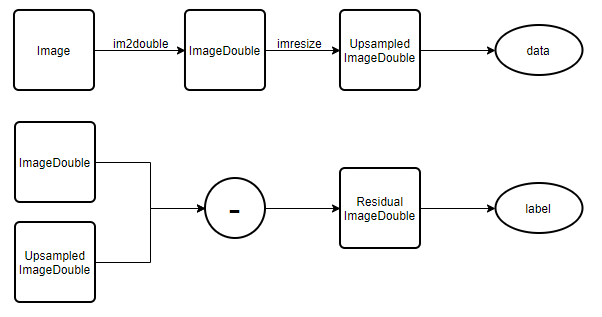 Image
im2double
ImageDouble
imresize
Upsampled
ImageDouble
data
ImageDouble
Upsampled
ImageDouble
-
Residual
ImageDouble
label